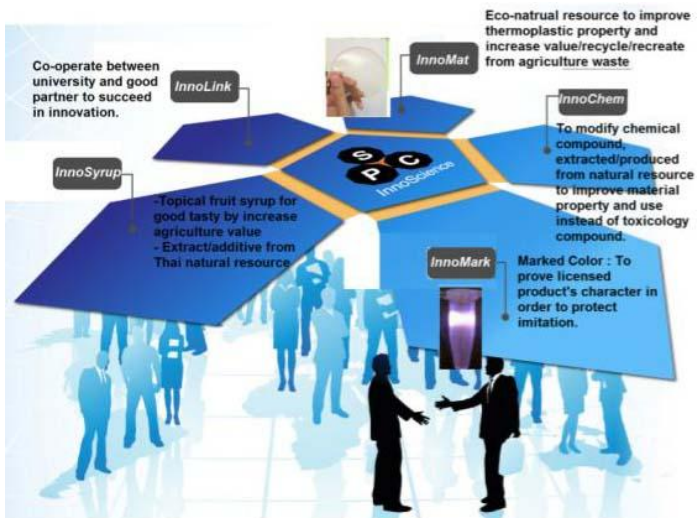 Co-operate between
university and good
partner to succeed
in innovation.
InnoLink
InnoMat
Eco-natrual resource to improve
thermoplastic property and
increase value/recycle/recreate
from agriculture waste
InnoChem
To modify chemical
compound,
extracted/produced
from natural resource
to improve material
property and use
instead of toxicology
compound.
S
P
C
InnoScience
InnoSyrup
-Topical fruit syrup for
good tasty by increase
agriculture value
- Extract/additive from
Thai natural resource
InnoMark
Marked Color : To
prove licensed
product's character in
order to protect
imitation.